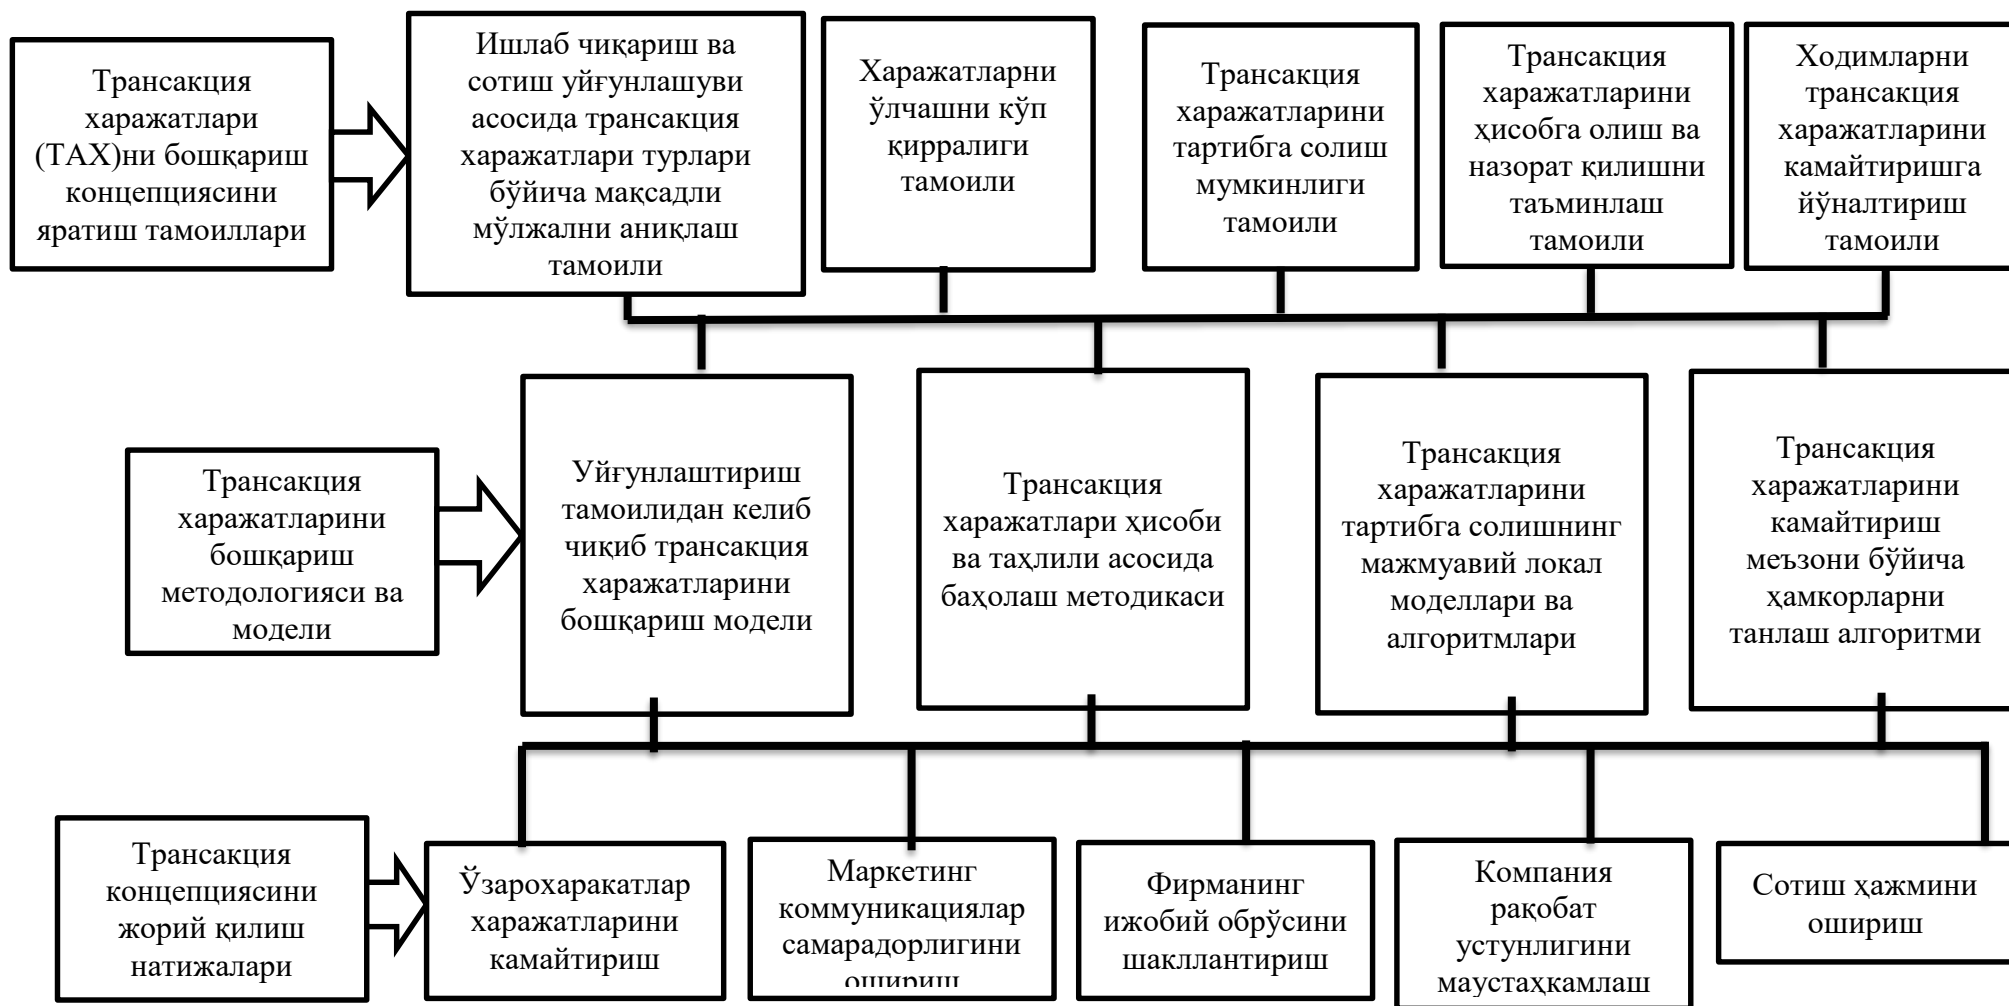 Трансакция
харажатлари
(ТАХ)ни бошқариш
концепциясини
яратиш тамоиллари
Ишлаб чиқариш ва
сотиш уйғунлашуви
асосида трансакция
харажатлари турлари
бўйича мақсадли
мўлжални аниқлаш
тамоили
Харажатларни
ўлчашни кўп
қирралиги
тамоили
Трансакция
харажатларини
тартибга солиш
мумкинлиги
тамоили
Трансакция
харажатларини
ҳисобга олиш ва
назорат қилишни
таъминлаш
тамоили
Ходимларни
трансакция
харажатларини
камайтиришга
йўналтириш
тамоили
Трансакция
харажатларини
бошқариш
методологияси ва
модели
Уйғунлаштириш
тамоилидан келиб
чиқиб трансакция
харажатларини
бошқариш модели
Трансакция
харажатлари ҳисоби
ва таҳлили асосида
баҳолаш методикаси
Трансакция
харажатларини
тартибга солишнинг
мажмуавий локал
моделлари ва
алгоритмлари
Трансакция
харажатларини
камайтириш
меъзони бўйича
ҳамкорларни
танлаш алгоритми
Трансакция
концепциясини
жорий қилиш
натижалари
Ўзарохаракатлар
харажатларини
камайтириш
Маркетинг
коммуникациялар
самарадорлигини
ошириш
Фирманинг
ижобий обрўсини
шакллантириш
Компания
рақобат
устунлигини
маустаҳкамлаш
Сотиш ҳажмини
ошириш